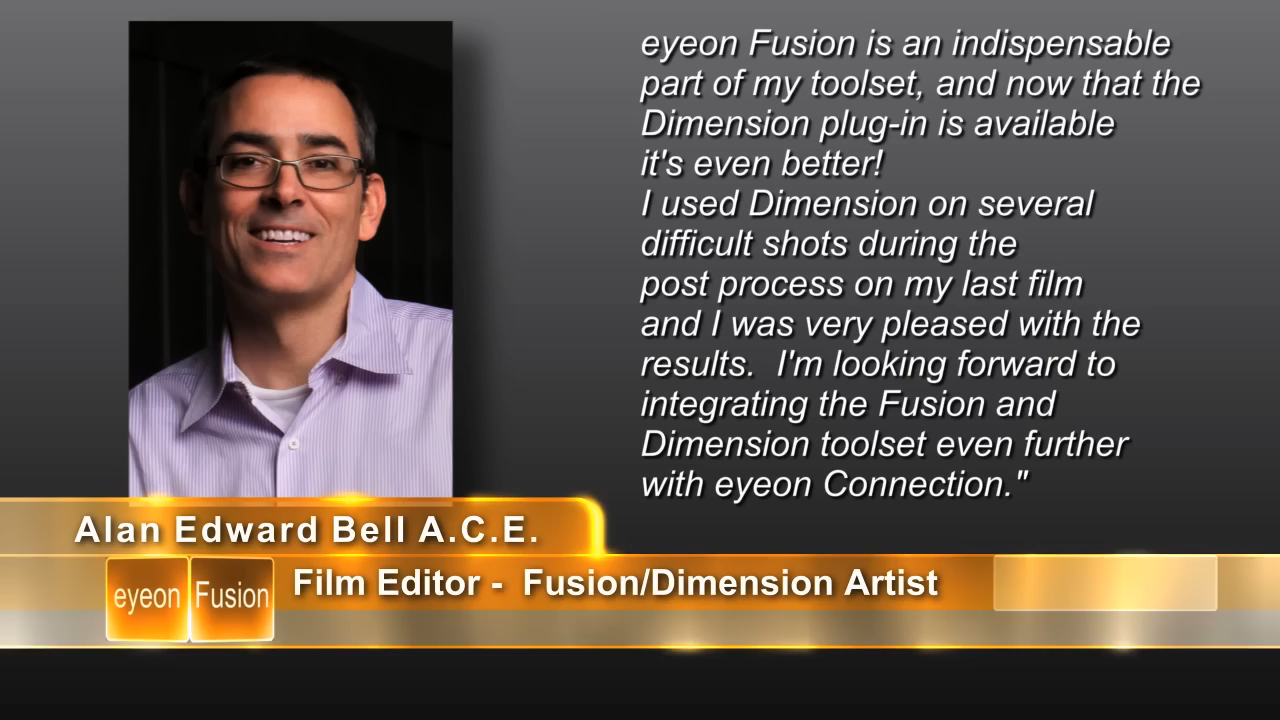 eyeon Fusion is an indispensable
part of my toolset, and now that the
Dimension plug-in is available
it's even better!
I used Dimension on several
difficult shots during the
post process on my last film
and I was very pleased with the
results.  I'm looking forward to
integrating the Fusion and
Dimension toolset even further
with eyeon Connection."
Alan Edward Bell A.C.E.
Film Editor -  Fusion/Dimension Artist
eyeon Fusion